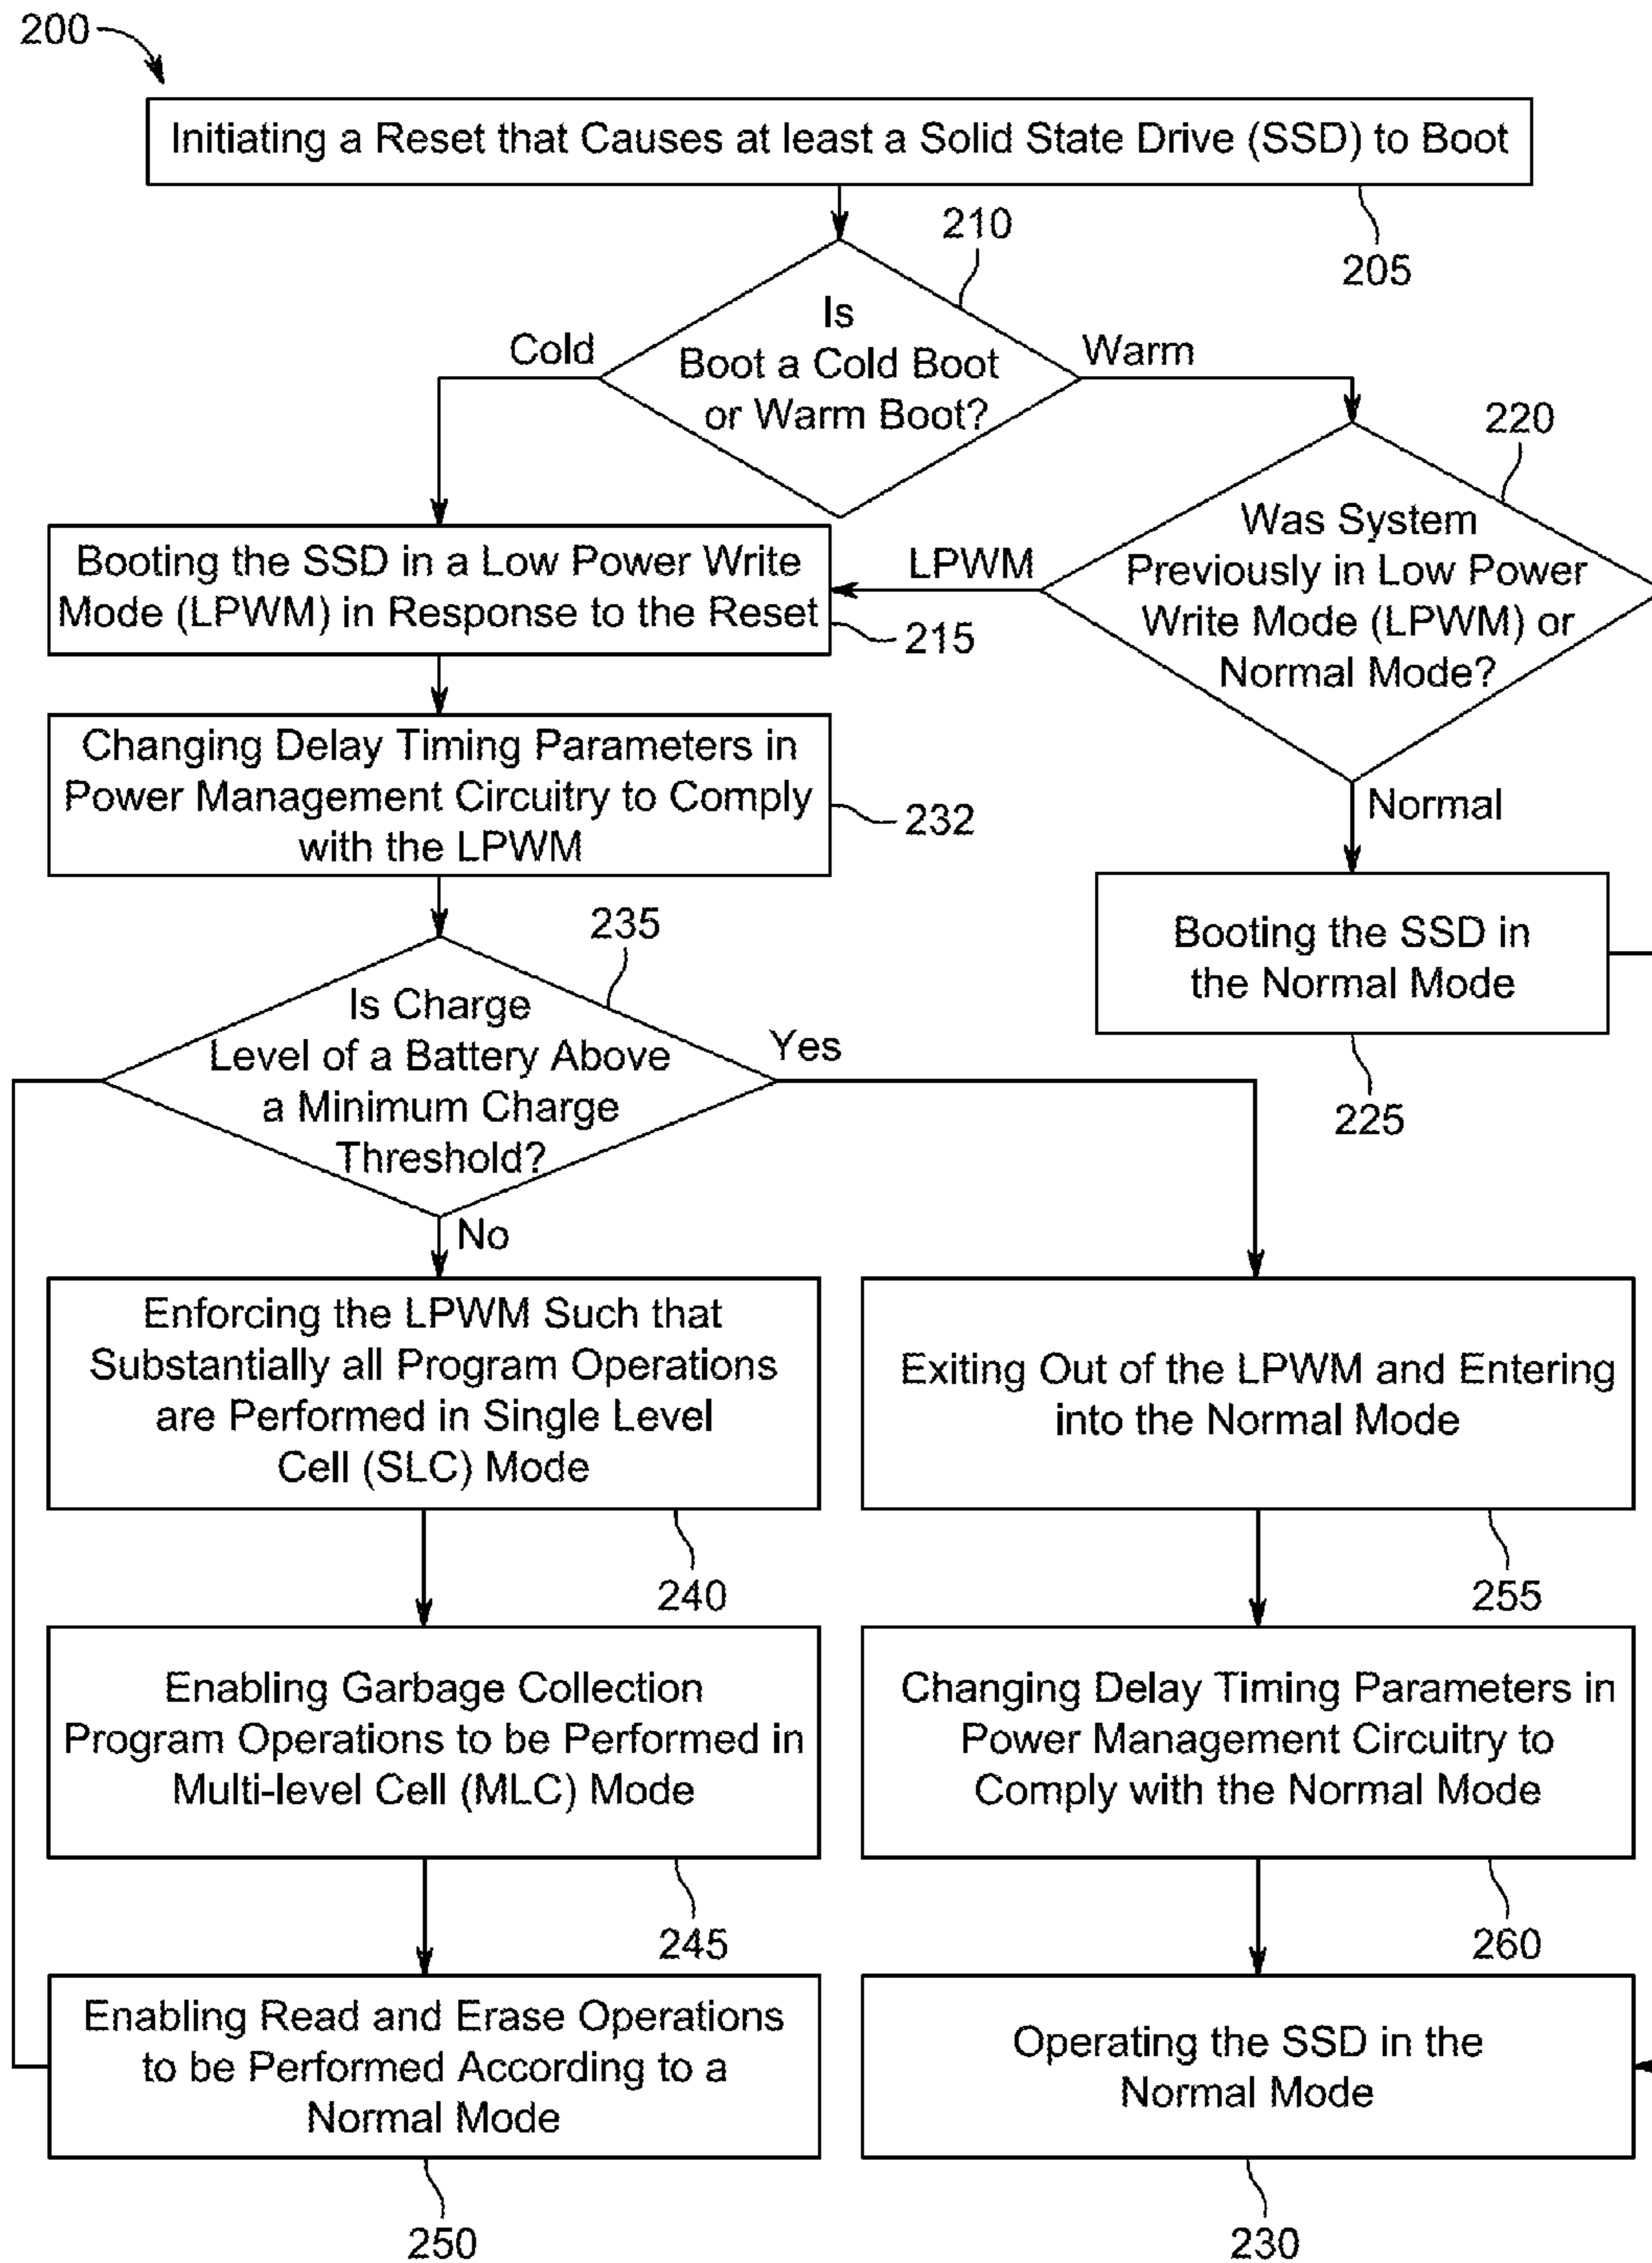 200
Initiating a Reset that Causes at least a Solid State Drive (SSD) to Boot
205
210
Is
Boot a Cold Boot
or Warm Boot?
Cold
Warm
220
Was System
Previously in Low Power
Write Mode (LPWM) or
Normal Mode?
LPWM
Normal
Booting the SSD in a Low Power Write
Mode (LPWM) in Response to the Reset
215
Changing Delay Timing Parameters in
Power Management Circuitry to Comply
with the LPWM
232
Booting the SSD in
the Normal Mode
225
235
Is Charge
Level of a Battery Above
a Minimum Charge
Threshold?
Yes
No
Enforcing the LPWM Such that
Substantially all Program Operations
are Performed in Single Level
Cell (SLC) Mode
240
Exiting Out of the LPWM and Entering
into the Normal Mode
255
Enabling Garbage Collection
Program Operations to be Performed in
Multi-level Cell (MLC) Mode
245
Changing Delay Timing Parameters in
Power Management Circuitry to
Comply with the Normal Mode
260
Enabling Read and Erase Operations
to be Performed According to a
Normal Mode
250
Operating the SSD in the
Normal Mode
230